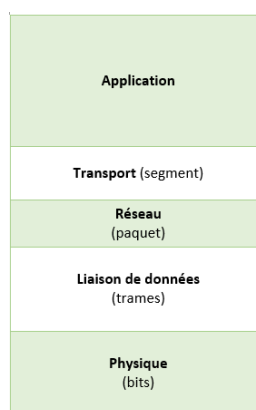 Application
Transport (segment)
Réseau
(paquet)
Liaison de données
(trames)
Physique
(bits)